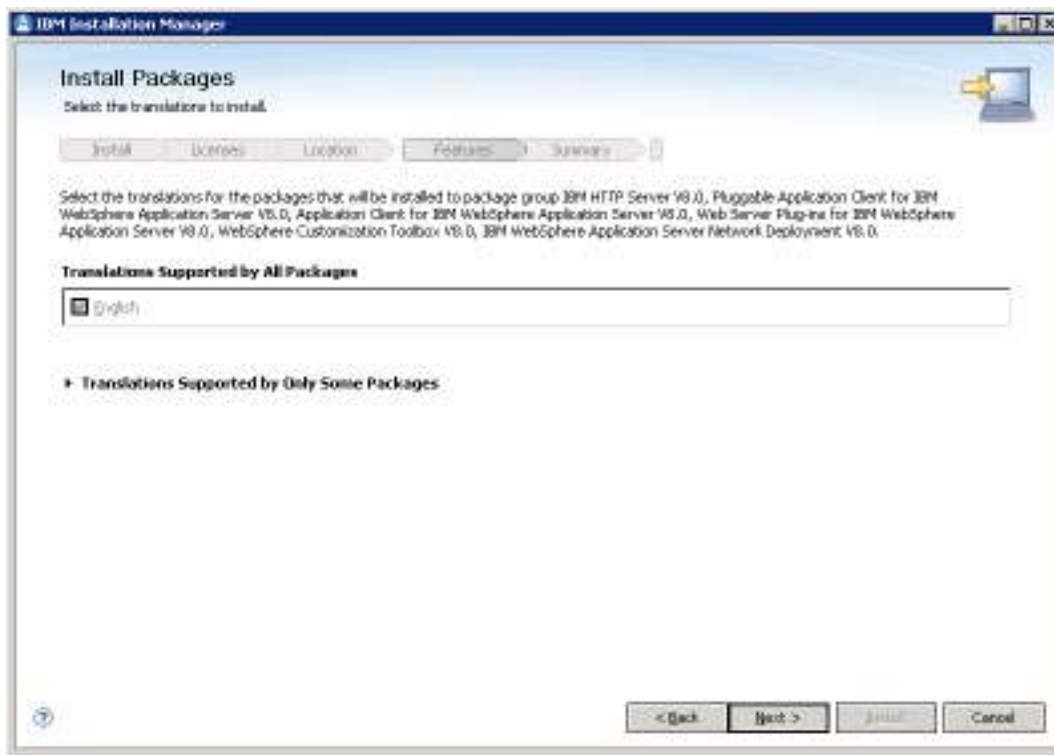 IBM Installation Manager
Install Packages
Select the translations to install.
Install Licenses Location Features Summary
Select the translations for the packages that will be installed to package group IBM HTTP Server V8.0, Pluggable Application Client for IBM
WebSphere Application Server V8.0, Application Client for IBM WebSphere Application Server V8.0, Web Server Plug-ins for IBM WebSphere
Application Server V8.0, WebSphere Customization Toolbox V8.0, IBM WebSphere Application Server Network Deployment V8.0.
Translations Supported by All Packages
English
Translations Supported by Only Some Packages
?
< Back Next > Install Cancel